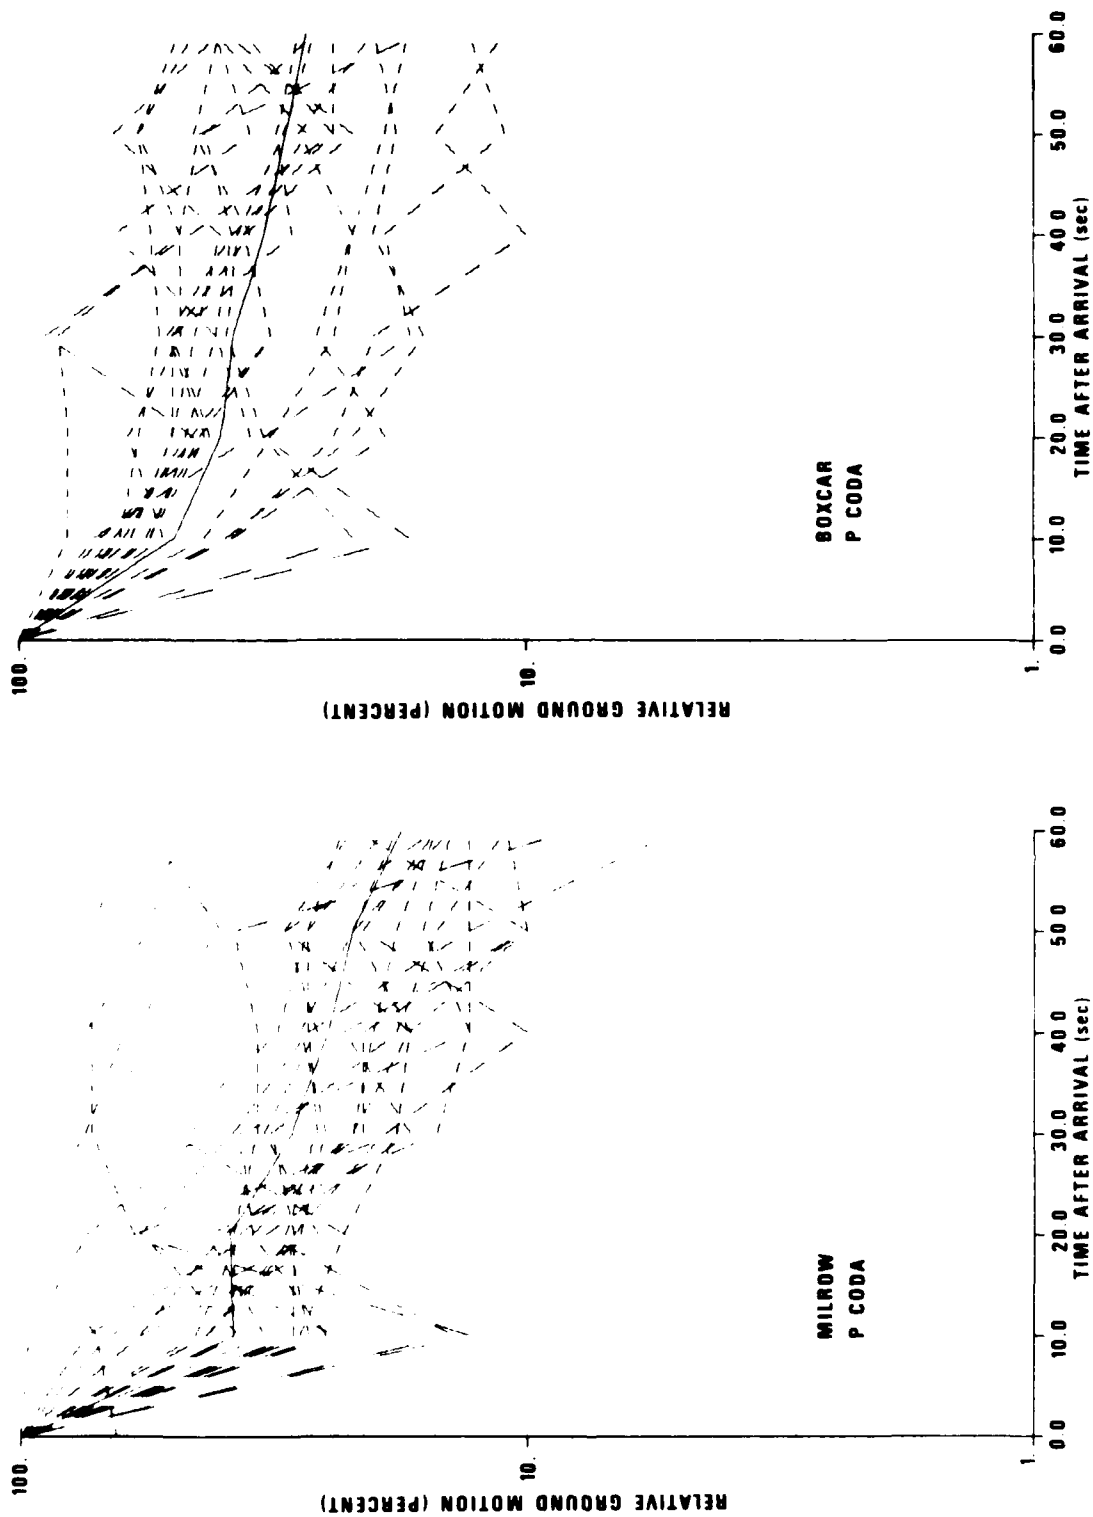 RELATIVE GROUND MOTION (PERCENT)
100.
10.
1.
MILROW
P CODA
0.0 10.0 20.0 30.0 40.0 50.0 60.0
TIME AFTER ARRIVAL (sec)
RELATIVE GROUND MOTION (PERCENT)
100.
10.
1.
BOXCAR
P CODA
0.0 10.0 20.0 30.0 40.0 50.0 60.0
TIME AFTER ARRIVAL (sec)